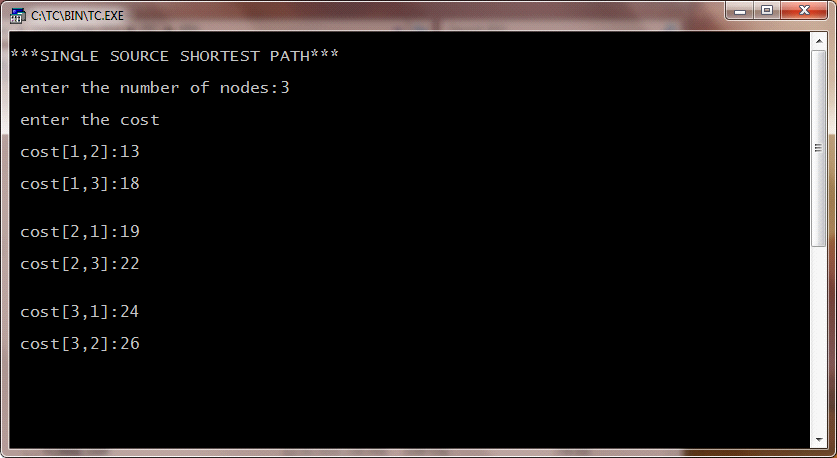 C:\TC\BIN\TC.EXE
***SINGLE SOURCE SHORTEST PATH***
enter the number of nodes:3
enter the cost
cost[1,2]:13
cost[1,3]:18
cost[2,1]:19
cost[2,3]:22
cost[3,1]:24
cost[3,2]:26